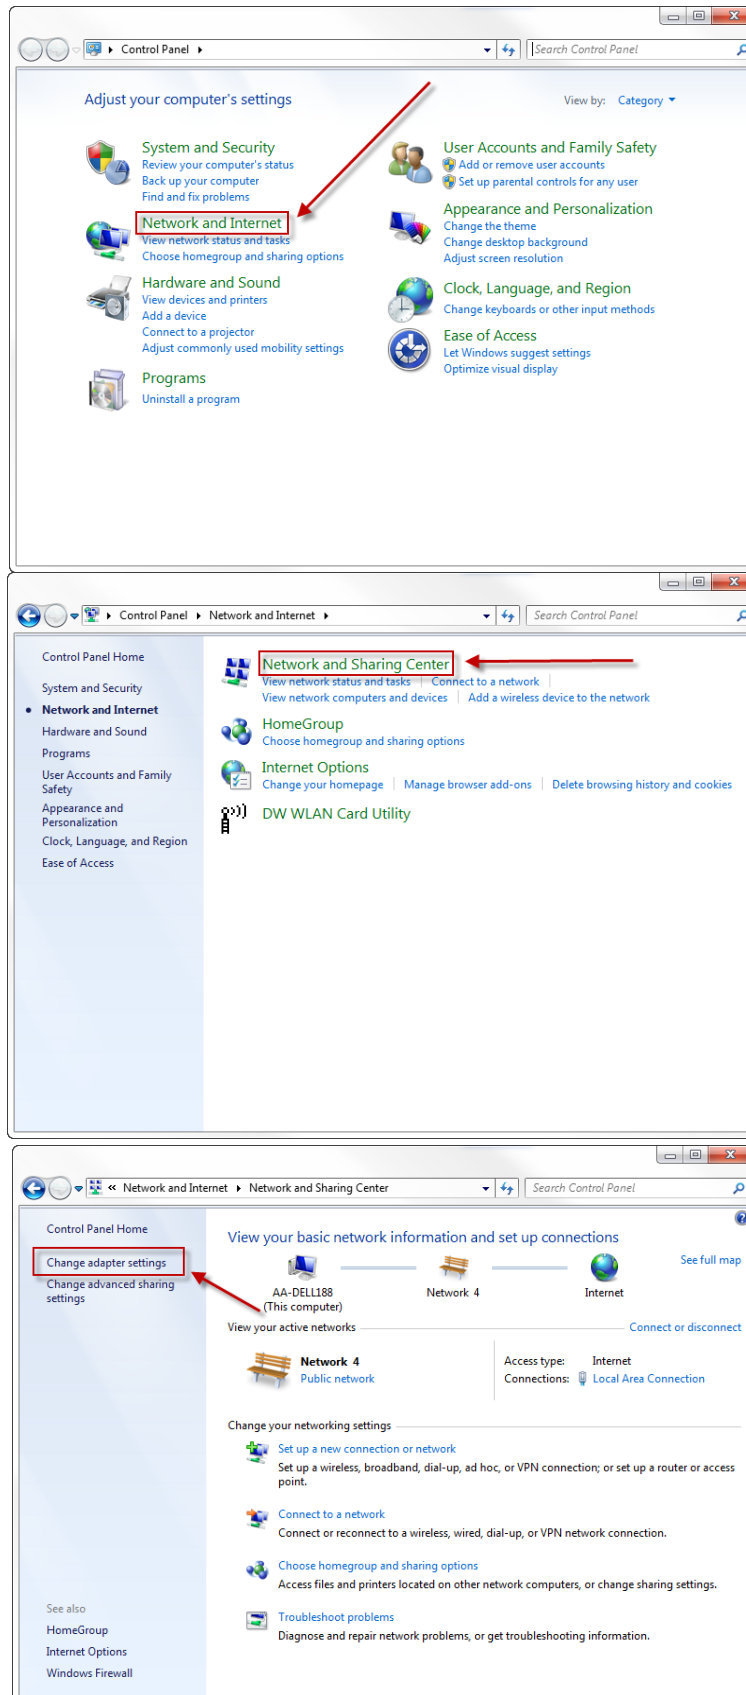 Control Panel
Search Control Panel
Adjust your computer's settings
View by: Category
System and Security
Review your computer's status
Back up your computer
Find and fix problems
Network and Internet
View network status and tasks
Choose homegroup and sharing options
Hardware and Sound
View devices and printers
Add a device
Connect to a projector
Adjust commonly used mobility settings
Programs
Uninstall a program
User Accounts and Family Safety
Add or remove user accounts
Set up parental controls for any user
Appearance and Personalization
Change the theme
Change desktop background
Adjust screen resolution
Clock, Language, and Region
Change keyboards or other input methods
Ease of Access
Let Windows suggest settings
Optimize visual display
Control Panel Network and Internet
Search Control Panel
Control Panel Home
System and Security
Network and Internet
Hardware and Sound
Programs
User Accounts and Family
Safety
Appearance and
Personalization
Clock, Language, and Region
Ease of Access
Network and Sharing Center
View network status and tasks Connect to a network
View network computers and devices Add a wireless device to the network
HomeGroup
Choose homegroup and sharing options
Internet Options
Change your homepage Manage browser add-ons Delete browsing history and cookies
DW WLAN Card Utility
« Network and Internet Network and Sharing Center
Search Control Panel
Control Panel Home
Change adapter settings
Change advanced sharing
settings
See also
HomeGroup
Internet Options
Windows Firewall
View your basic network information and set up connections
See full map
AA-DELL188
(This computer)
Network 4
Internet
View your active networks
Connect or disconnect
Network 4
Public network
Access type: Internet
Connections: Local Area Connection
Change your networking settings
Set up a new connection or network
Set up a wireless, broadband, dial-up, ad hoc, or VPN connection; or set up a router or access
point.
Connect to a network
Connect or reconnect to a wireless, wired, dial-up, or VPN network connection.
Choose homegroup and sharing options
Access files and printers located on other network computers, or change sharing settings.
Troubleshoot problems
Diagnose and repair network problems, or get troubleshooting information.